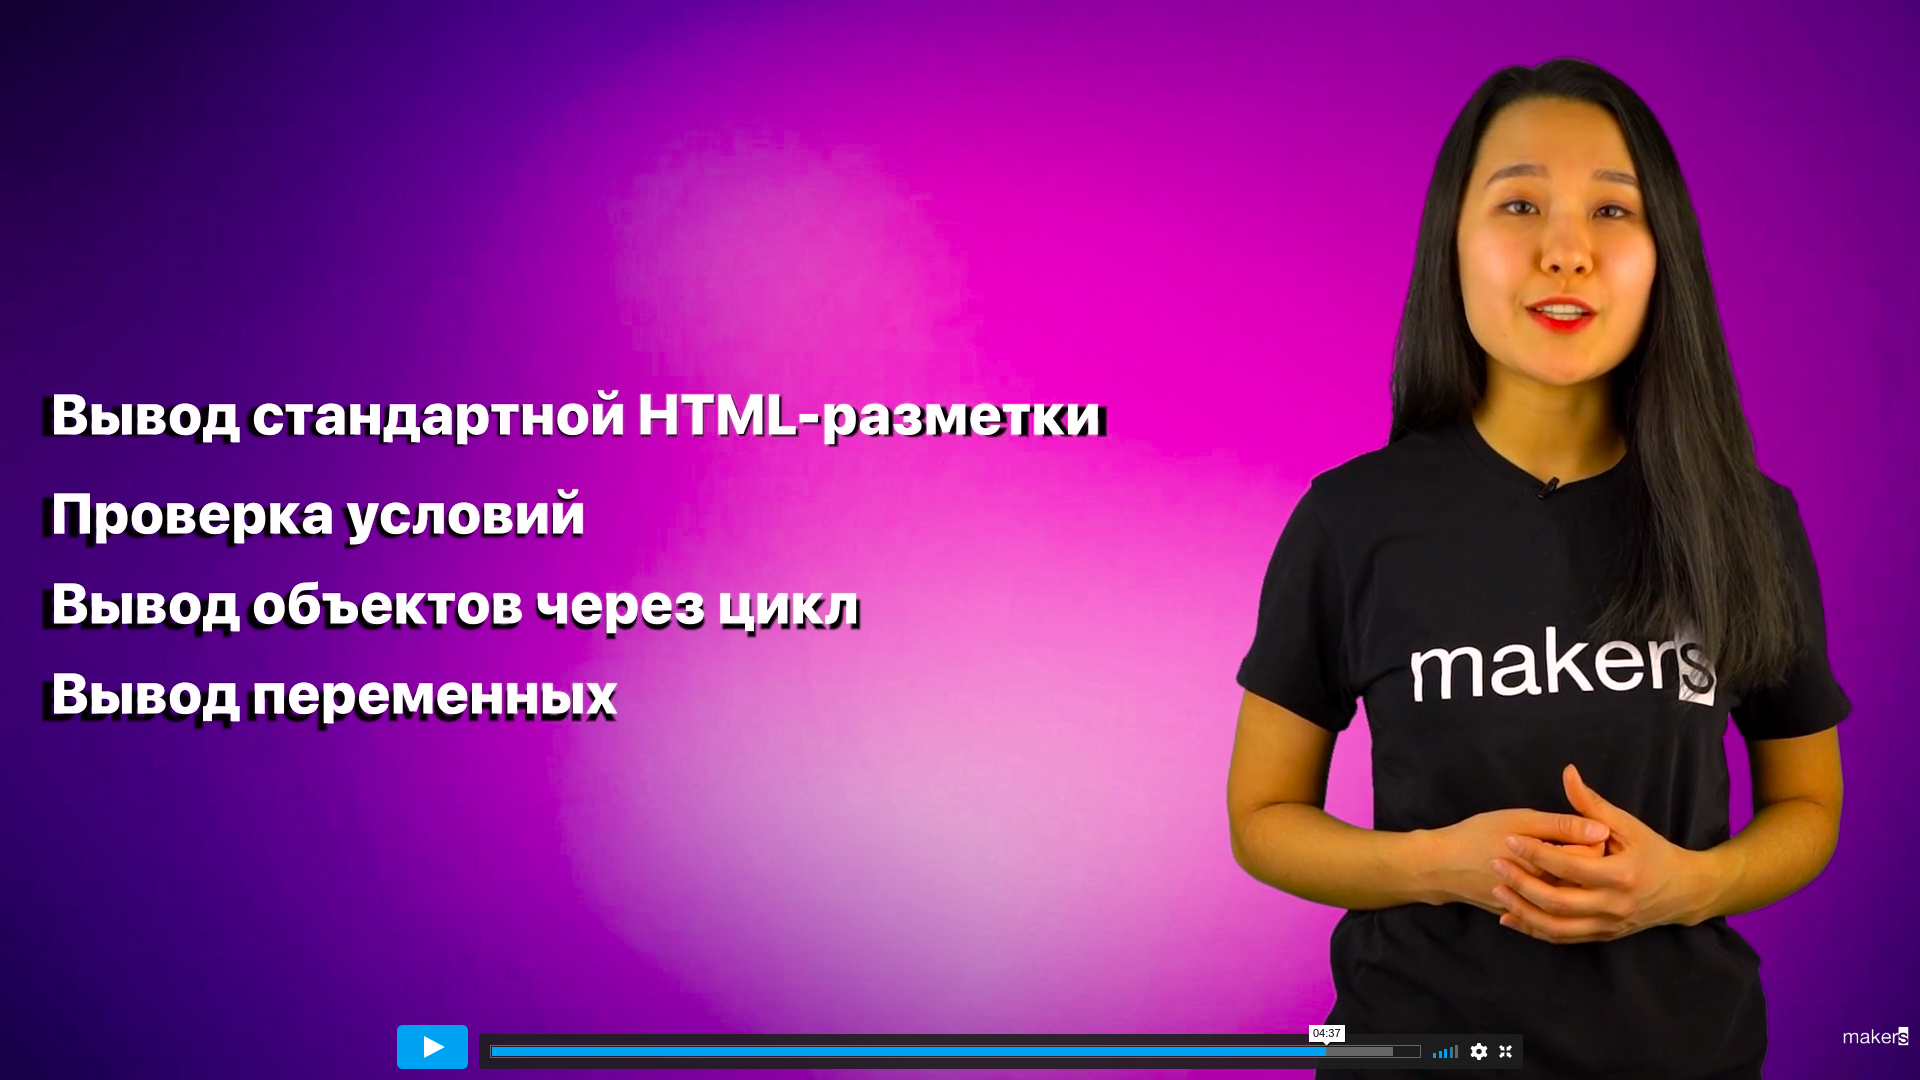 Вывод стандартной HTML-разметки
Проверка условий
Вывод объектов через цикл
Вывод переменных
makers
04:37
makers